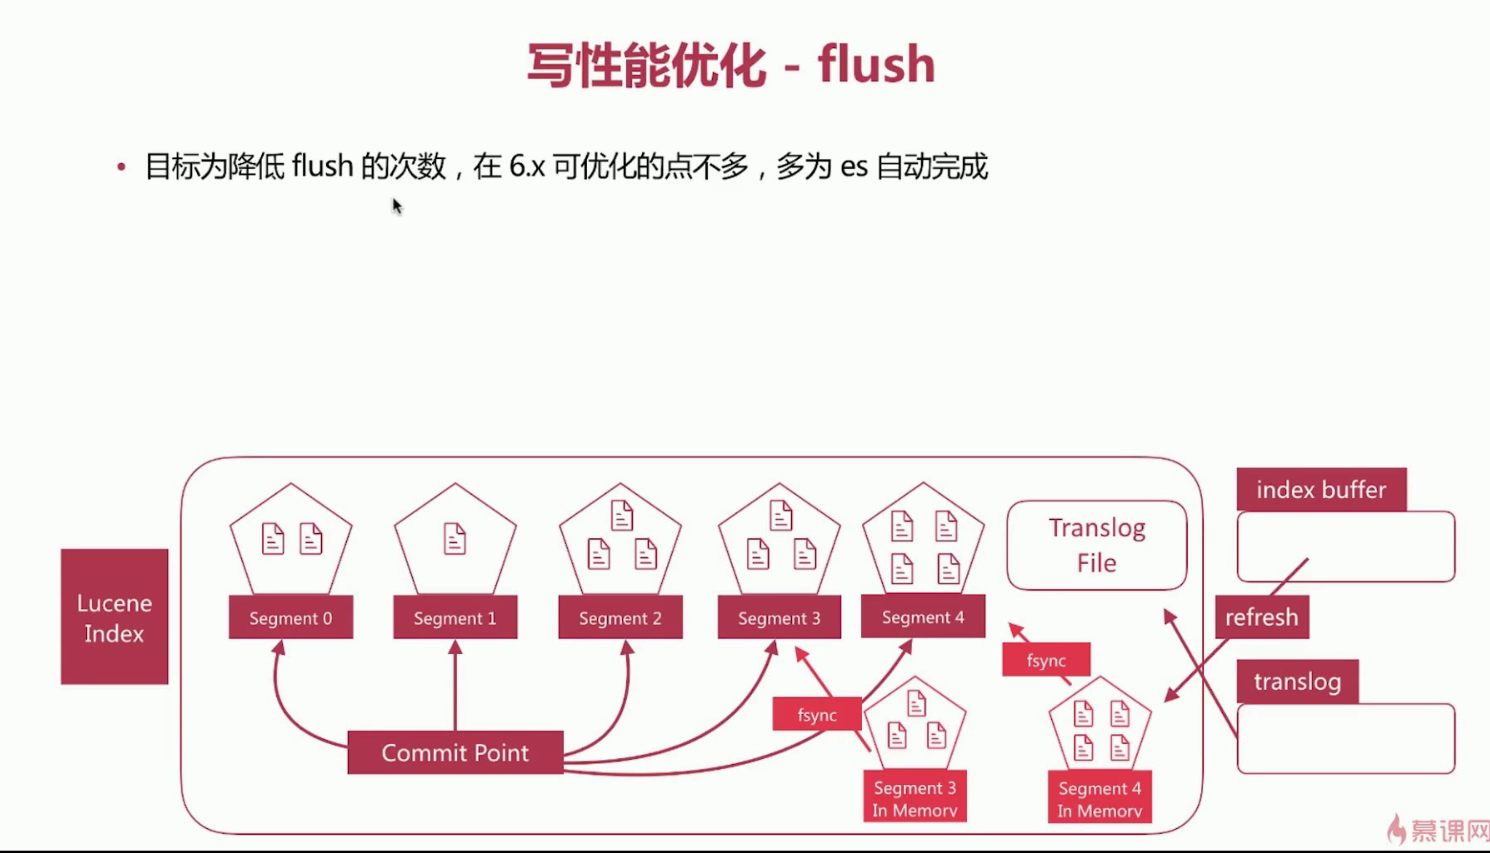 写性能优化 - flush
• 目标为降低 flush 的次数，在 6.x 可优化的点不多，多为 es 自动完成
index buffer
Translog
File
Lucene
Index
Segment 0
Segment 1
Segment 2
Segment 3
Segment 4
refresh
fsync
translog
fsync
Commit Point
Segment 3
In Memory
Segment 4
In Memory
慕课网